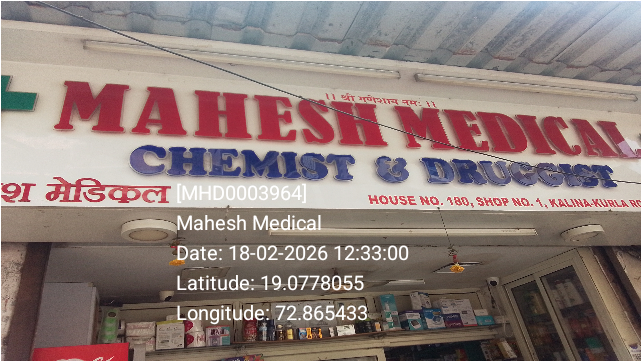 ।। श्री गणेशाय नमः ।।
MAHESH MEDICAL
CHEMIST & DRUGGIST
मेडिकल
HOUSE NO. 180, SHOP NO. 1, KALINA-KURLA
[MHD0003964]
Mahesh Medical
Date: 18-02-2026 12:33:00
Latitude: 19.0778055
Longitude: 72.865433